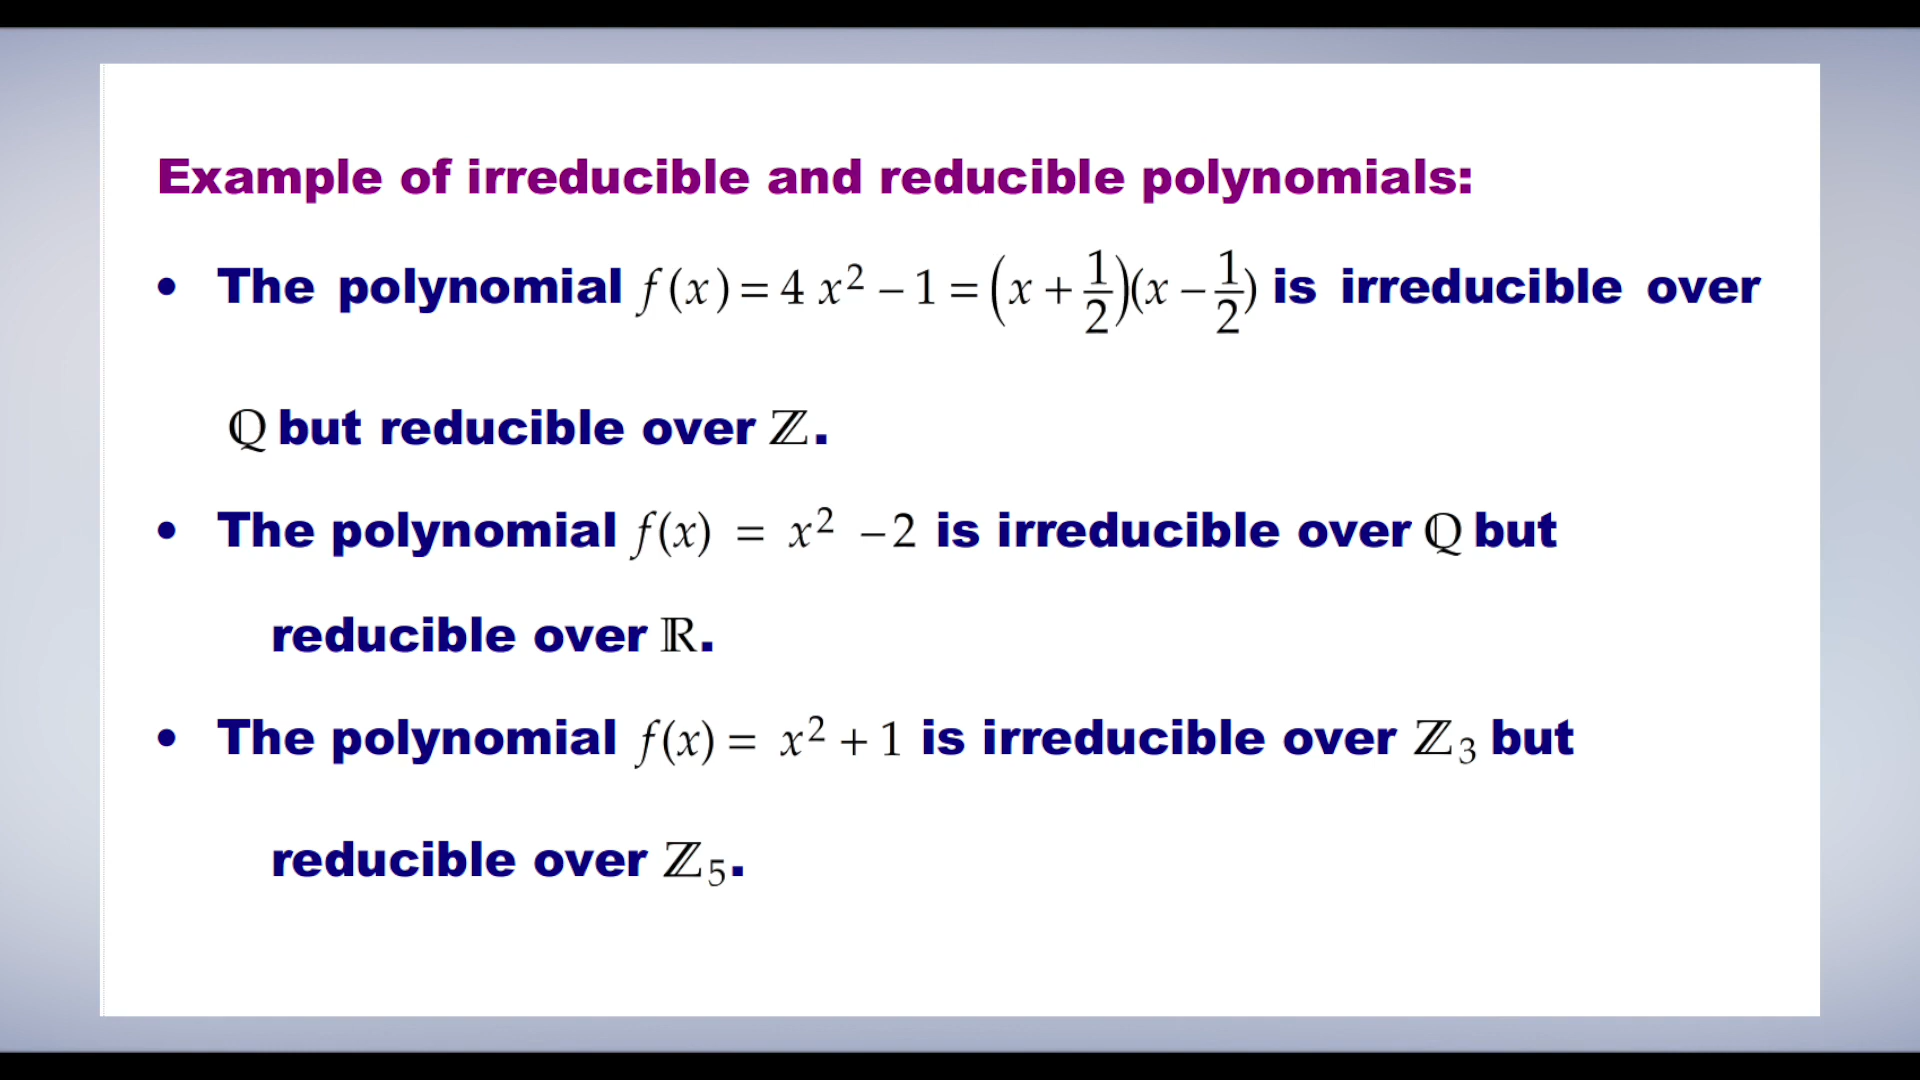 Example of irreducible and reducible polynomials:
• The polynomial f(x) = 4 x² – 1 = (x + 1/2)(x – 1/2) is irreducible over
ℚ but reducible over ℤ.
• The polynomial f(x) = x² – 2 is irreducible over ℚ but
reducible over ℝ.
• The polynomial f(x) = x² + 1 is irreducible over ℤ₃ but
reducible over ℤ₅.